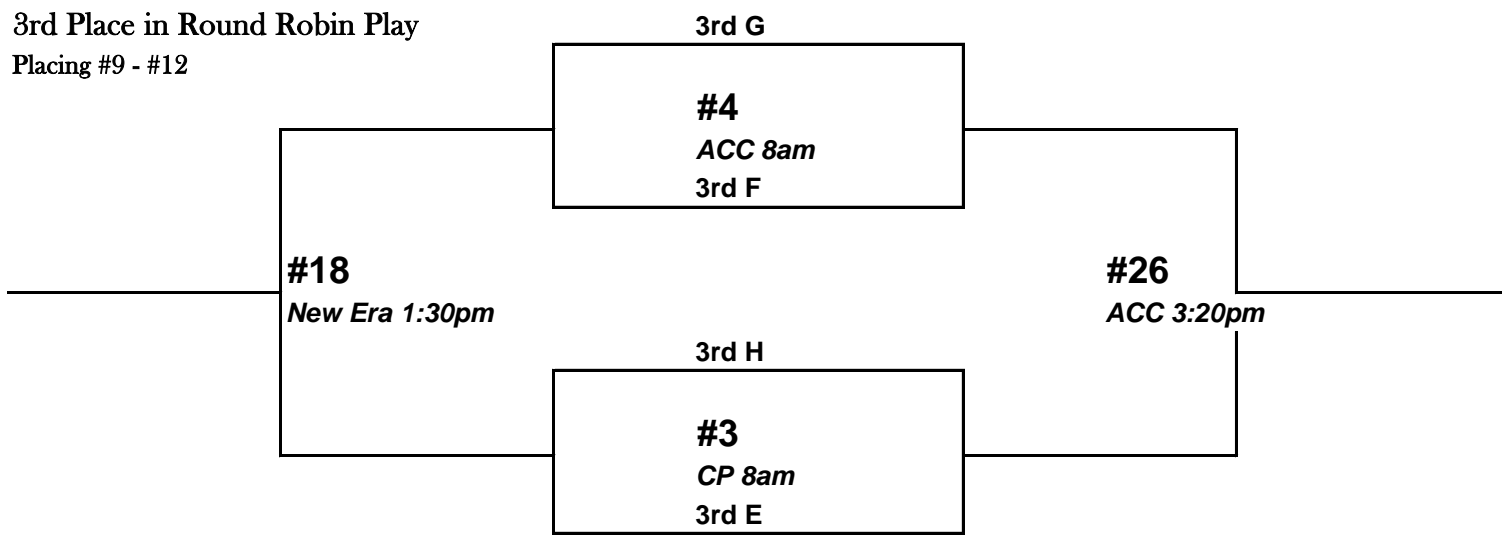 3rd Place in Round Robin Play
Placing #9 - #12
3rd G
#4
ACC 8am
3rd F
#18
New Era 1:30pm
#26
ACC 3:20pm
3rd H
#3
CP 8am
3rd E